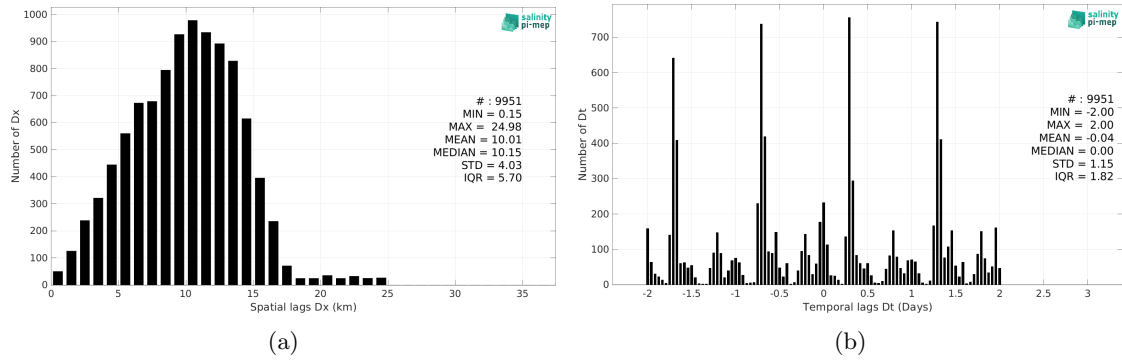 1000
900
800
700
600
500
400
300
200
100
0
Number of Dx
0 5 10 15 20 25 30 35
Spatial lags Dx (km)
salinity
pi-mep
# : 9951
MIN = 0.15
MAX = 24.98
MEAN = 10.01
MEDIAN = 10.15
STD = 4.03
IQR = 5.70
(a)
700
600
500
400
300
200
100
0
Number of Dt
-2 -1.5 -1 -0.5 0 0.5 1 1.5 2 2.5 3
Temporal lags Dt (Days)
salinity
pi-mep
# : 9951
MIN = -2.00
MAX = 2.00
MEAN = -0.04
MEDIAN = 0.00
STD = 1.15
IQR = 1.82
(b)